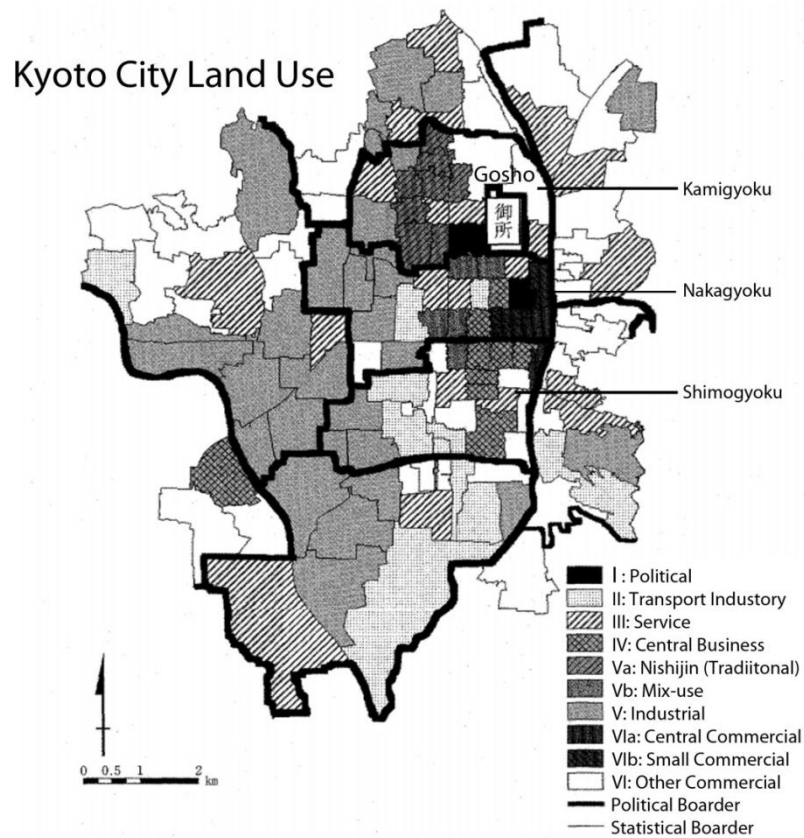 Kyoto City Land Use
Gosho
御所
Kamigyoku
Nakagyoku
Shimogyoku
I : Political
II: Transport Industory
III: Service
IV: Central Business
Va: Nishijin (Tradiitonal)
Vb: Mix-use
V: Industrial
VIa: Central Commercial
VIb: Small Commercial
VI: Other Commercial
Political Boarder
Statistical Boarder
0 0.5 1 2
km